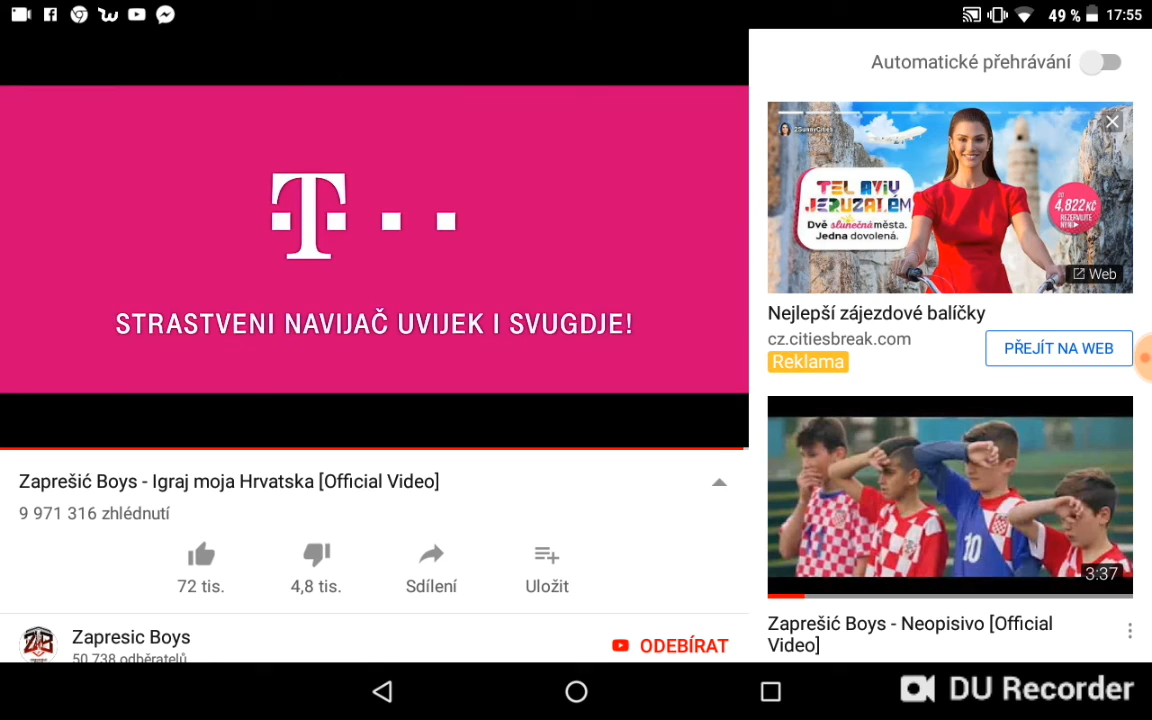 49 % 17:55
Automatické přehrávání
2SunnyCities
TEL AVIV
JERUZALÉM
Dvě slunečná města.
Jedna dovolená.
4,822 KČ
Web
Nejlepší zájezdové balíčky
cz.citiesbreak.com
Reklama
PŘEJÍT NA WEB
T
STRASTVENI NAVIJAČ UVIJEK I SVUGDJE!
Zaprešić Boys - Igraj moja Hrvatska [Official Video]
9 971 316 zhlédnutí
72 tis.
4,8 tis.
Sdílení
Uložit
ZB
Zapresic Boys
50 738 odběratelů
ODEBÍRAT
10
3:37
Zaprešić Boys - Neopisivo [Official
Video]
DU Recorder